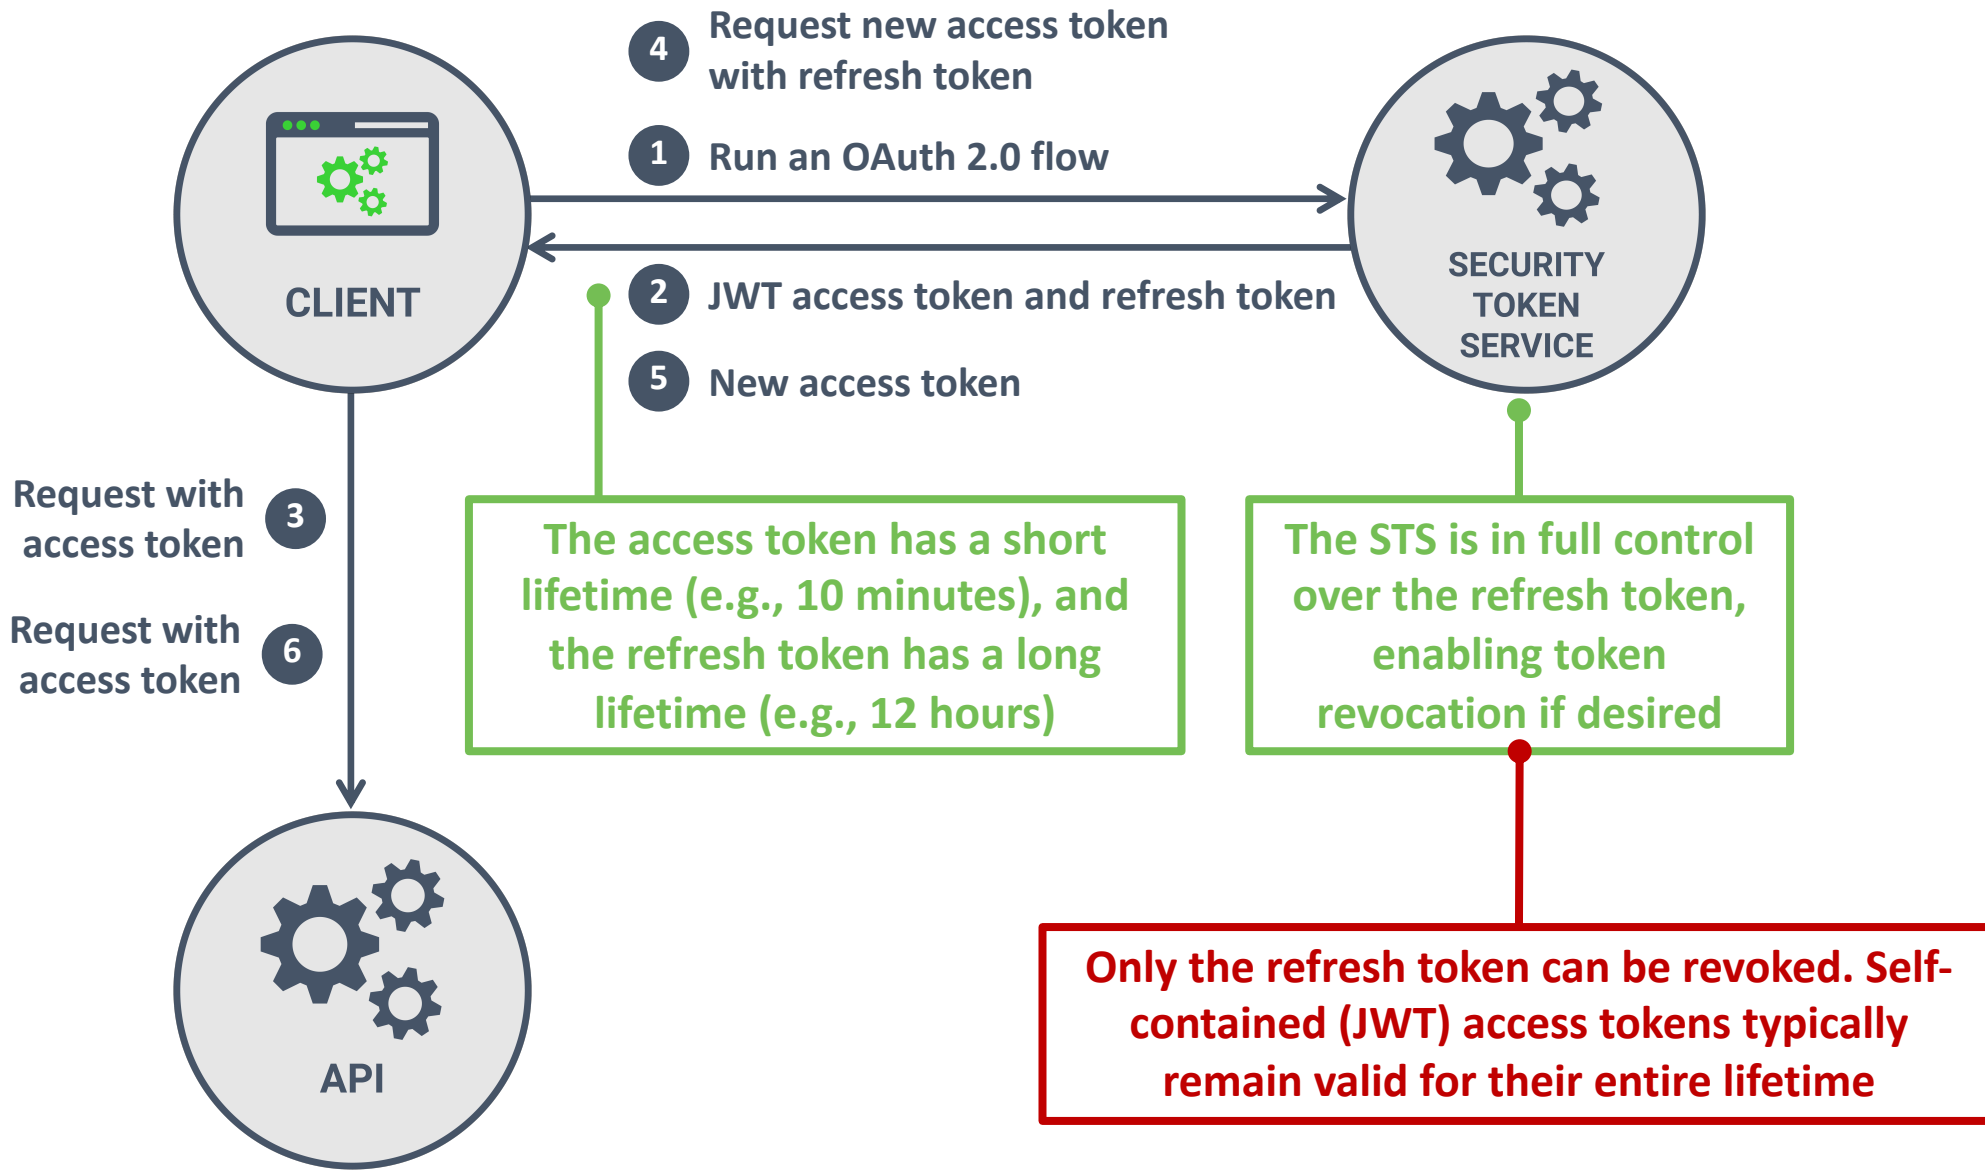 4
Request new access token
with refresh token
1
Run an OAuth 2.0 flow
CLIENT
SECURITY
TOKEN
SERVICE
2
JWT access token and refresh token
5
New access token
Request with
access token
3
Request with
access token
6
The access token has a short
lifetime (e.g., 10 minutes), and
the refresh token has a long
lifetime (e.g., 12 hours)
The STS is in full control
over the refresh token,
enabling token
revocation if desired
Only the refresh token can be revoked. Self-
contained (JWT) access tokens typically
remain valid for their entire lifetime
API